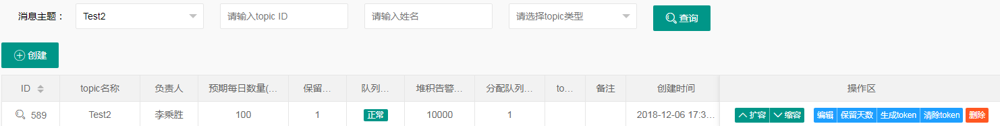 消息主题： Test2 请输入topic ID 请输入姓名 请选择topic类型 查询
创建
ID topic名称 负责人 预期每日数量(... 保留... 队列... 堆积告警... 分配队列... to... 备注 创建时间 操作区
589 Test2 李乘胜 100 1 正常 10000 1 2018-12-06 17:3... 扩容 缩容 编辑 保留天数 生成token 清除token 删除